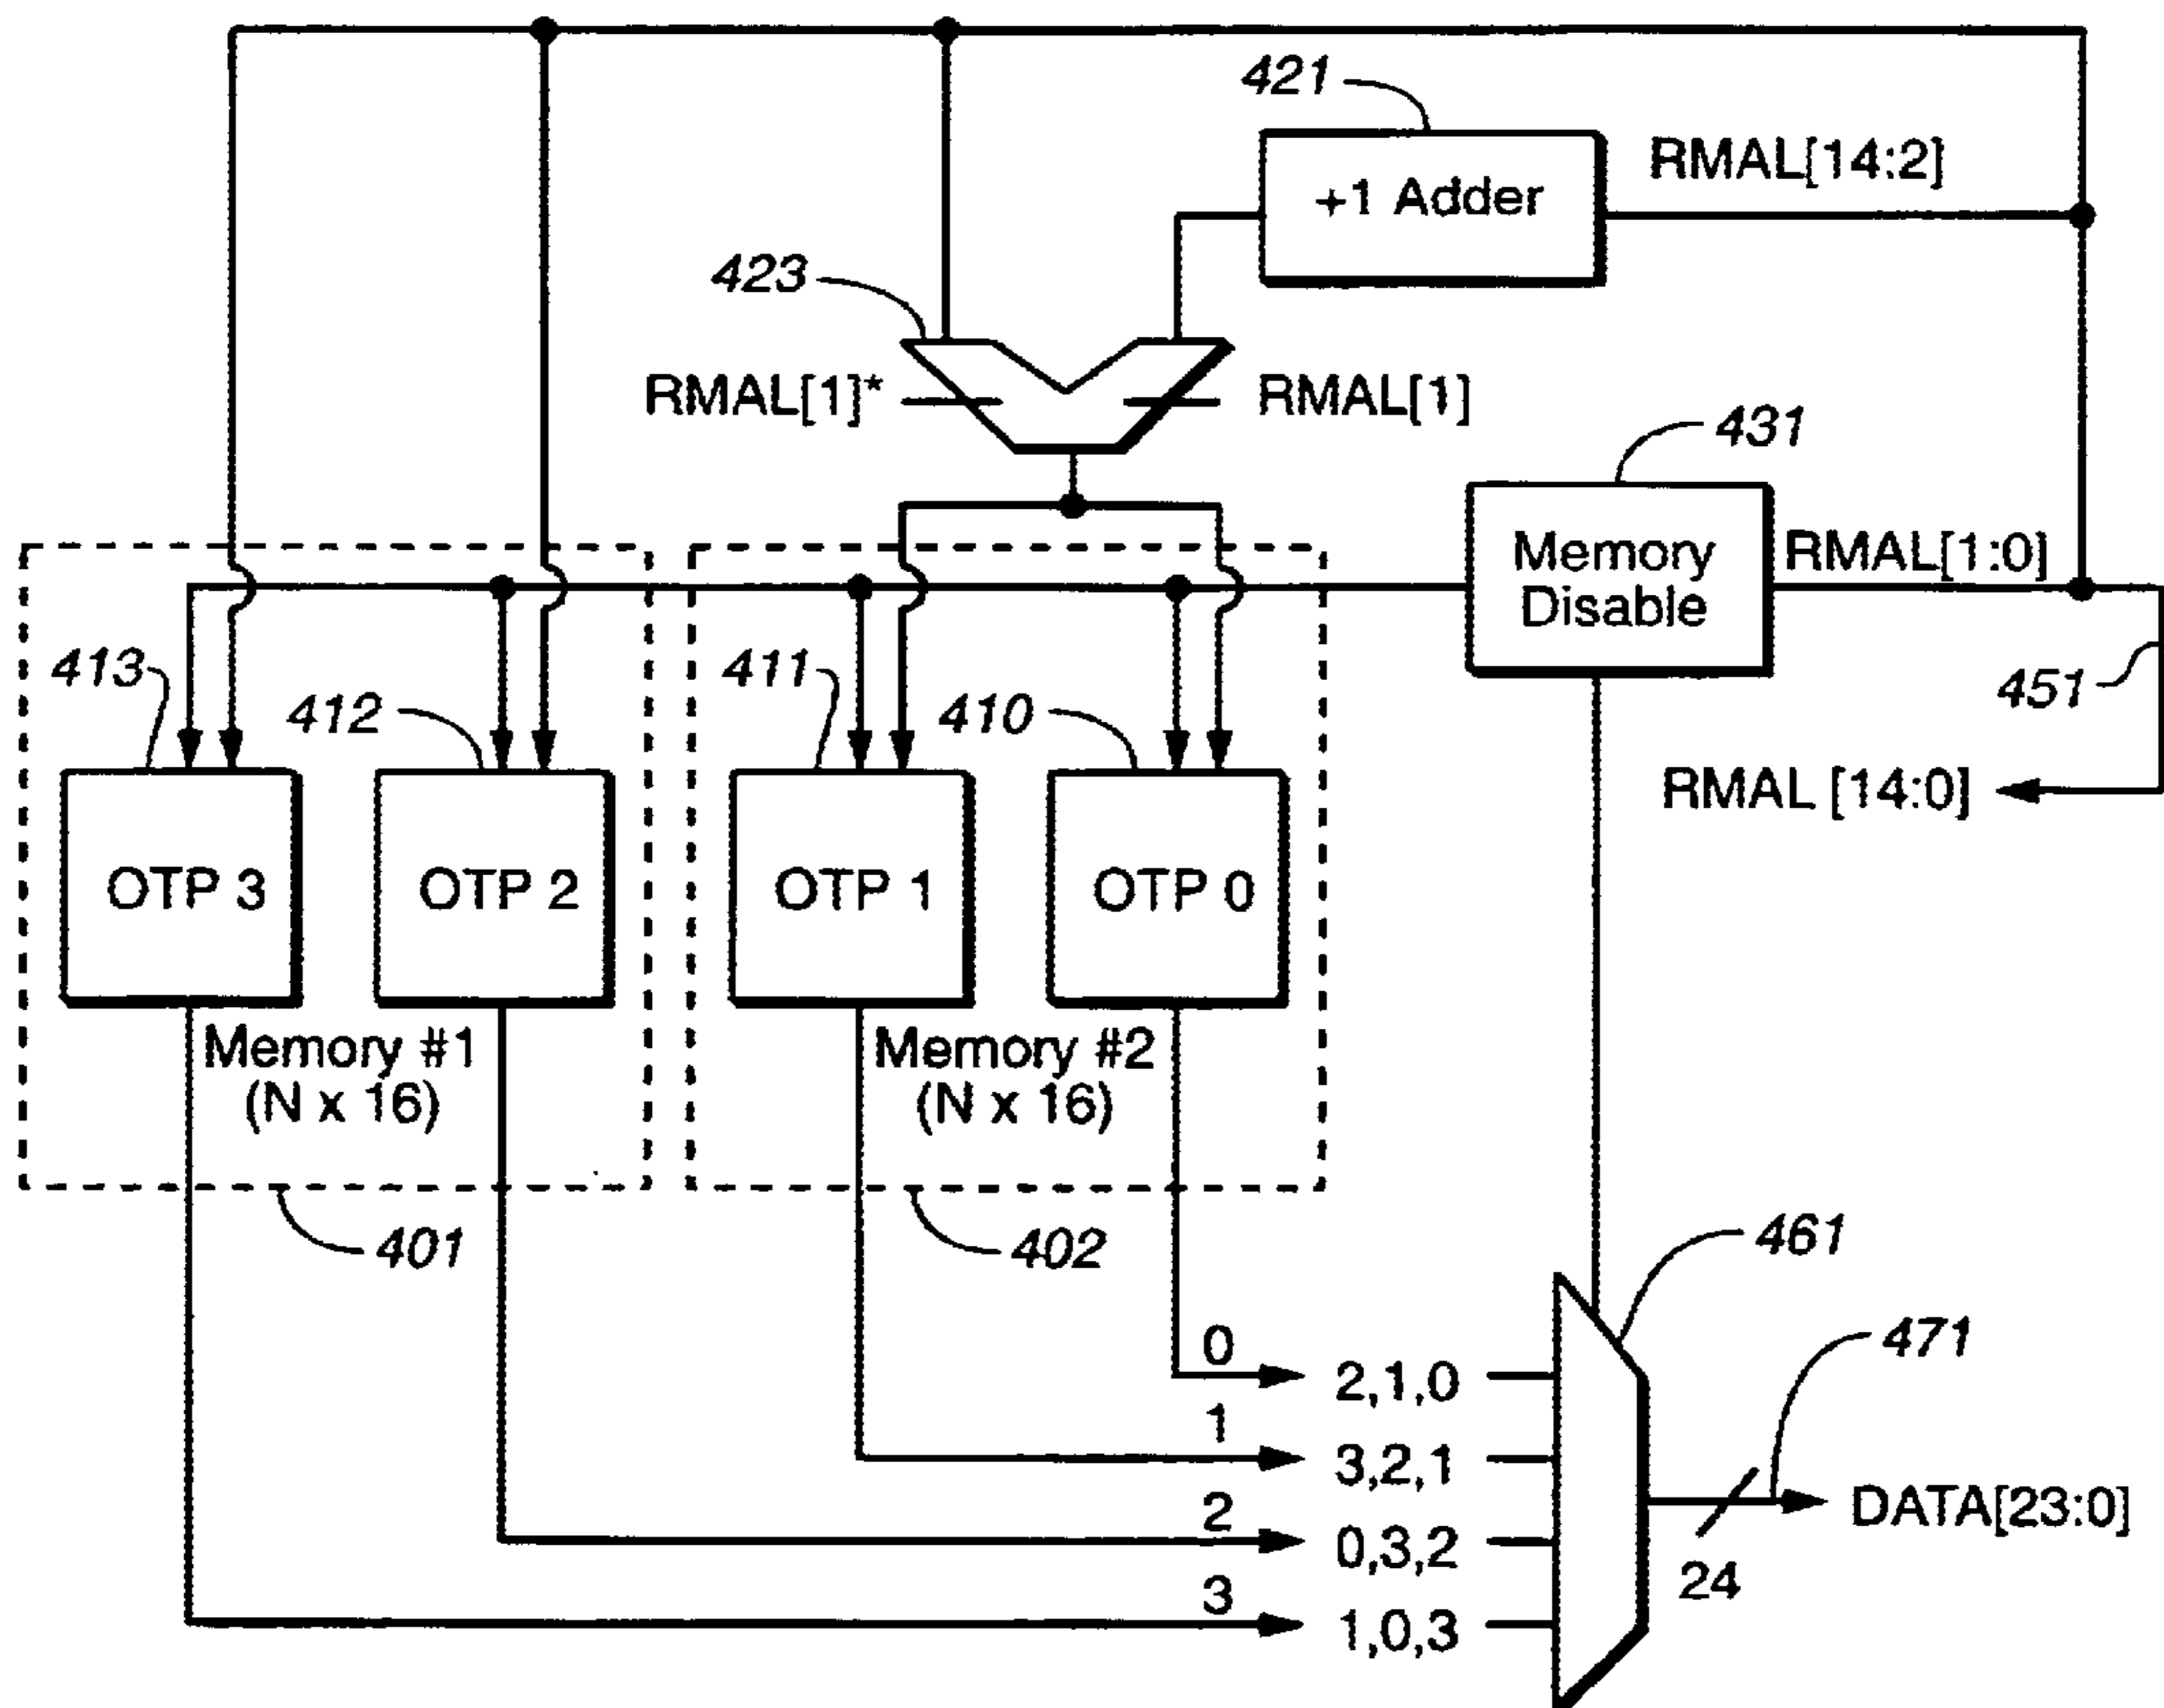 421
RMAL[14:2]
+1 Adder
423
RMAL[1]*
RMAL[1]
431
Memory
Disable
RMAL[1:0]
413
412
411
410
451
RMAL [14:0]
OTP 3
OTP 2
OTP 1
OTP 0
Memory #1
(N x 16)
Memory #2
(N x 16)
401
402
461
471
0
2,1,0
1
3,2,1
2
0,3,2
3
1,0,3
DATA[23:0]
24